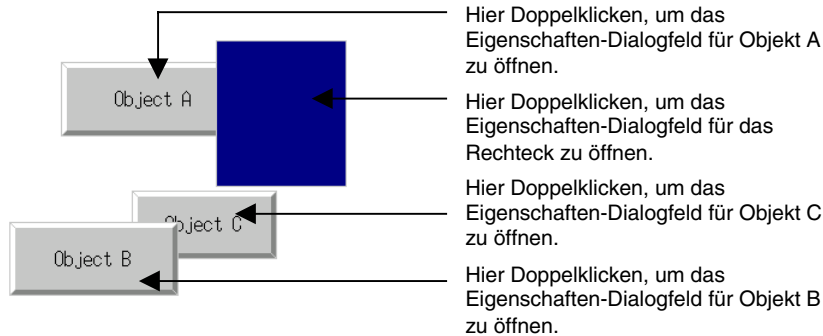 Hier Doppelklicken, um das
Eigenschaften-Dialogfeld für Objekt A
zu öffnen.
Object A
Hier Doppelklicken, um das
Eigenschaften-Dialogfeld für das
Rechteck zu öffnen.
Hier Doppelklicken, um das
Eigenschaften-Dialogfeld für Objekt C
zu öffnen.
Object C
Object B
Hier Doppelklicken, um das
Eigenschaften-Dialogfeld für Objekt B
zu öffnen.